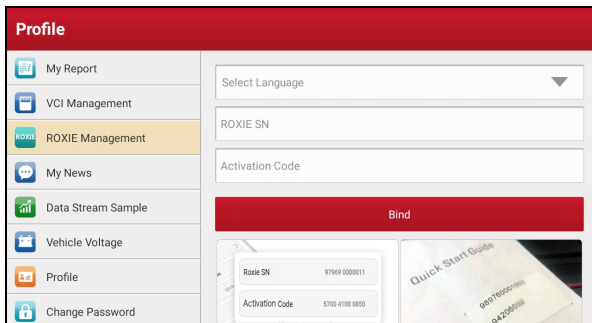 Profile
My Report
VCI Management
ROXIE
ROXIE Management
My News
Data Stream Sample
Vehicle Voltage
Profile
Change Password
Select Language
ROXIE SN
Activation Code
Bind
Roxie SN 97969 0000011
Activation Code 5700 4100 0850
Quick Start Guide